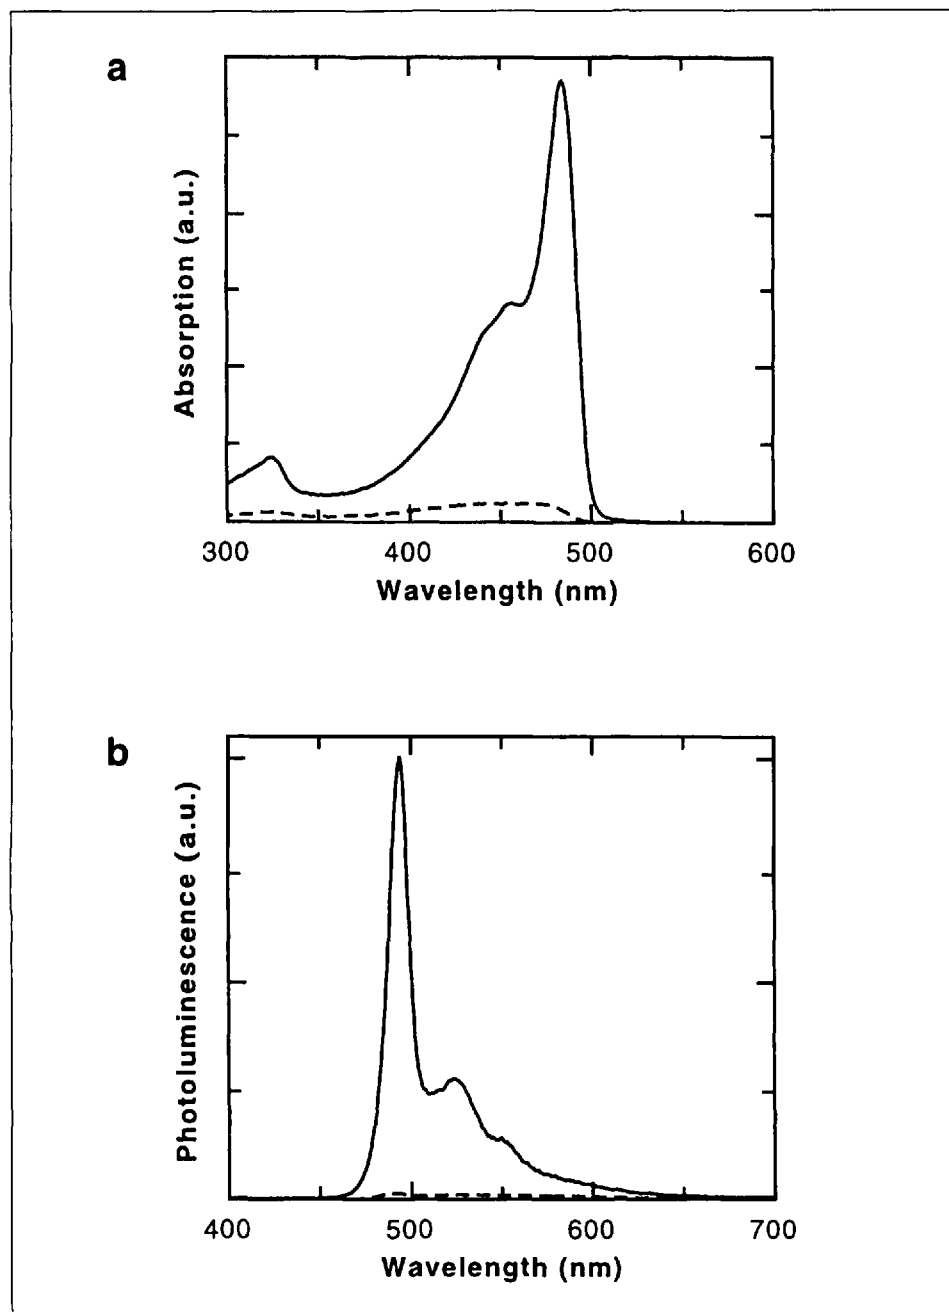 a
Absorption (a.u.)
300 400 500 600
Wavelength (nm)
b
Photoluminescence (a.u.)
400 500 600 700
Wavelength (nm)